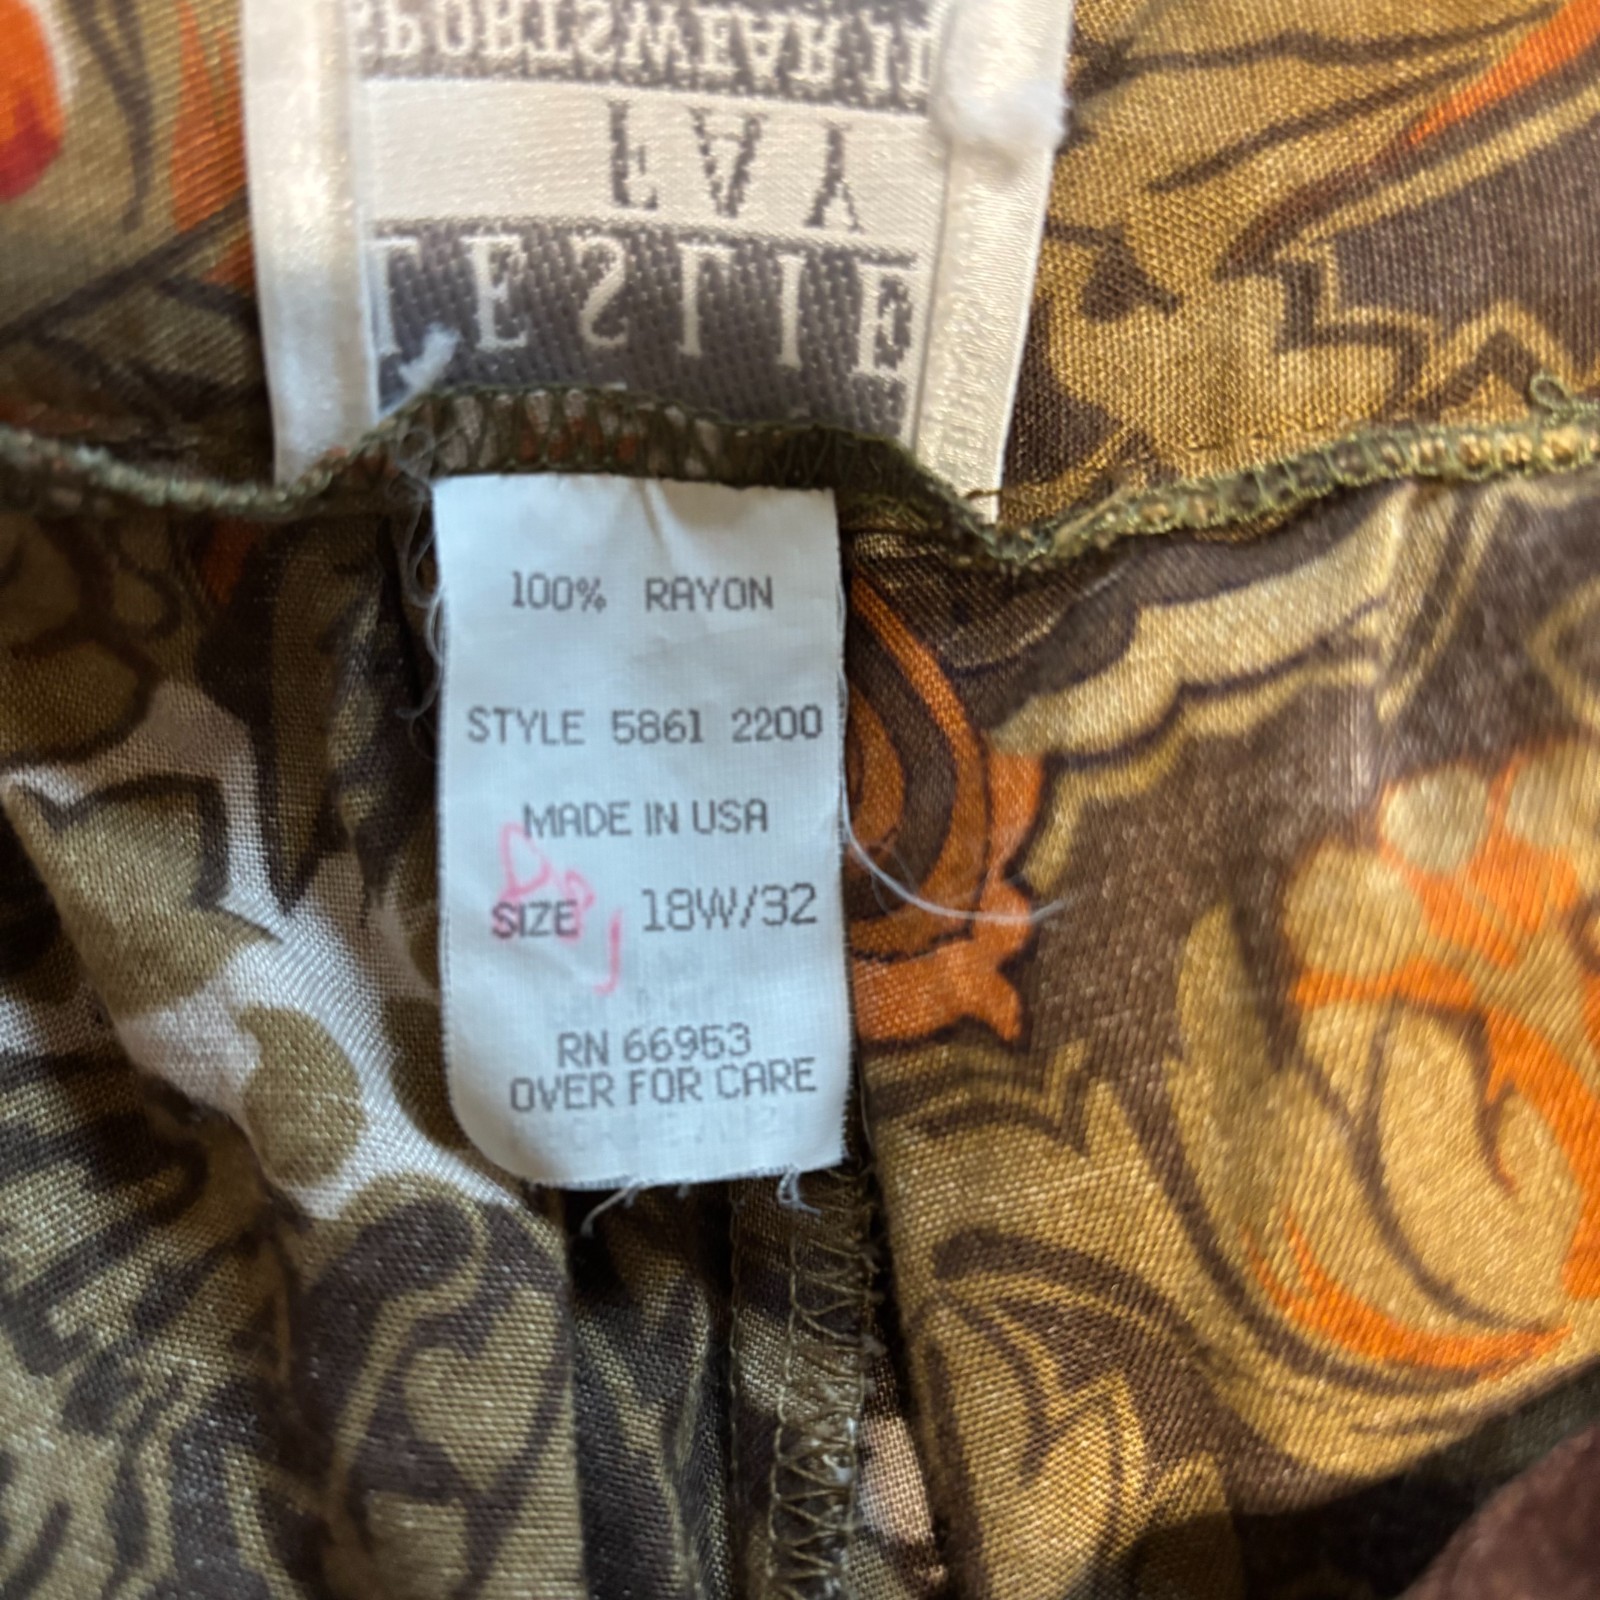 LESLIE
FAY
SPORTSWEAR II
100% RAYON
STYLE 5861 2200
MADE IN USA
SIZE 18W/32
RN 66953
OVER FOR CARE